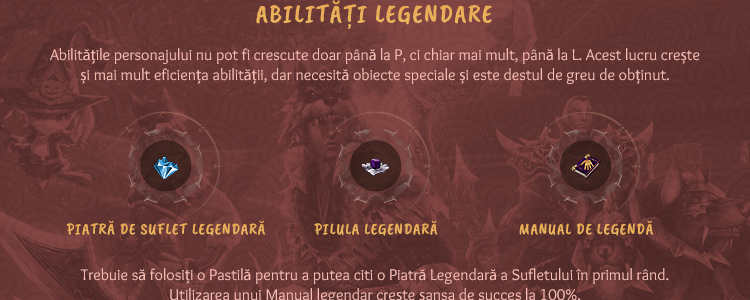 ABILITĂȚI LEGENDARE
Abilitățile personajului nu pot fi crescute doar până la P, ci chiar mai mult, până la L. Acest lucru crește
și mai mult eficiența abilității, dar necesită obiecte speciale și este destul de greu de obținut.
PIATRĂ DE SUFLET LEGENDARĂ
PILULA LEGENDARĂ
MANUAL DE LEGENDĂ
Trebuie să folosiți o Pastilă pentru a putea citi o Piatră Legendară a Sufletului în primul rând.
Utilizarea unui Manual legendar crește șansa de succes la 100%.